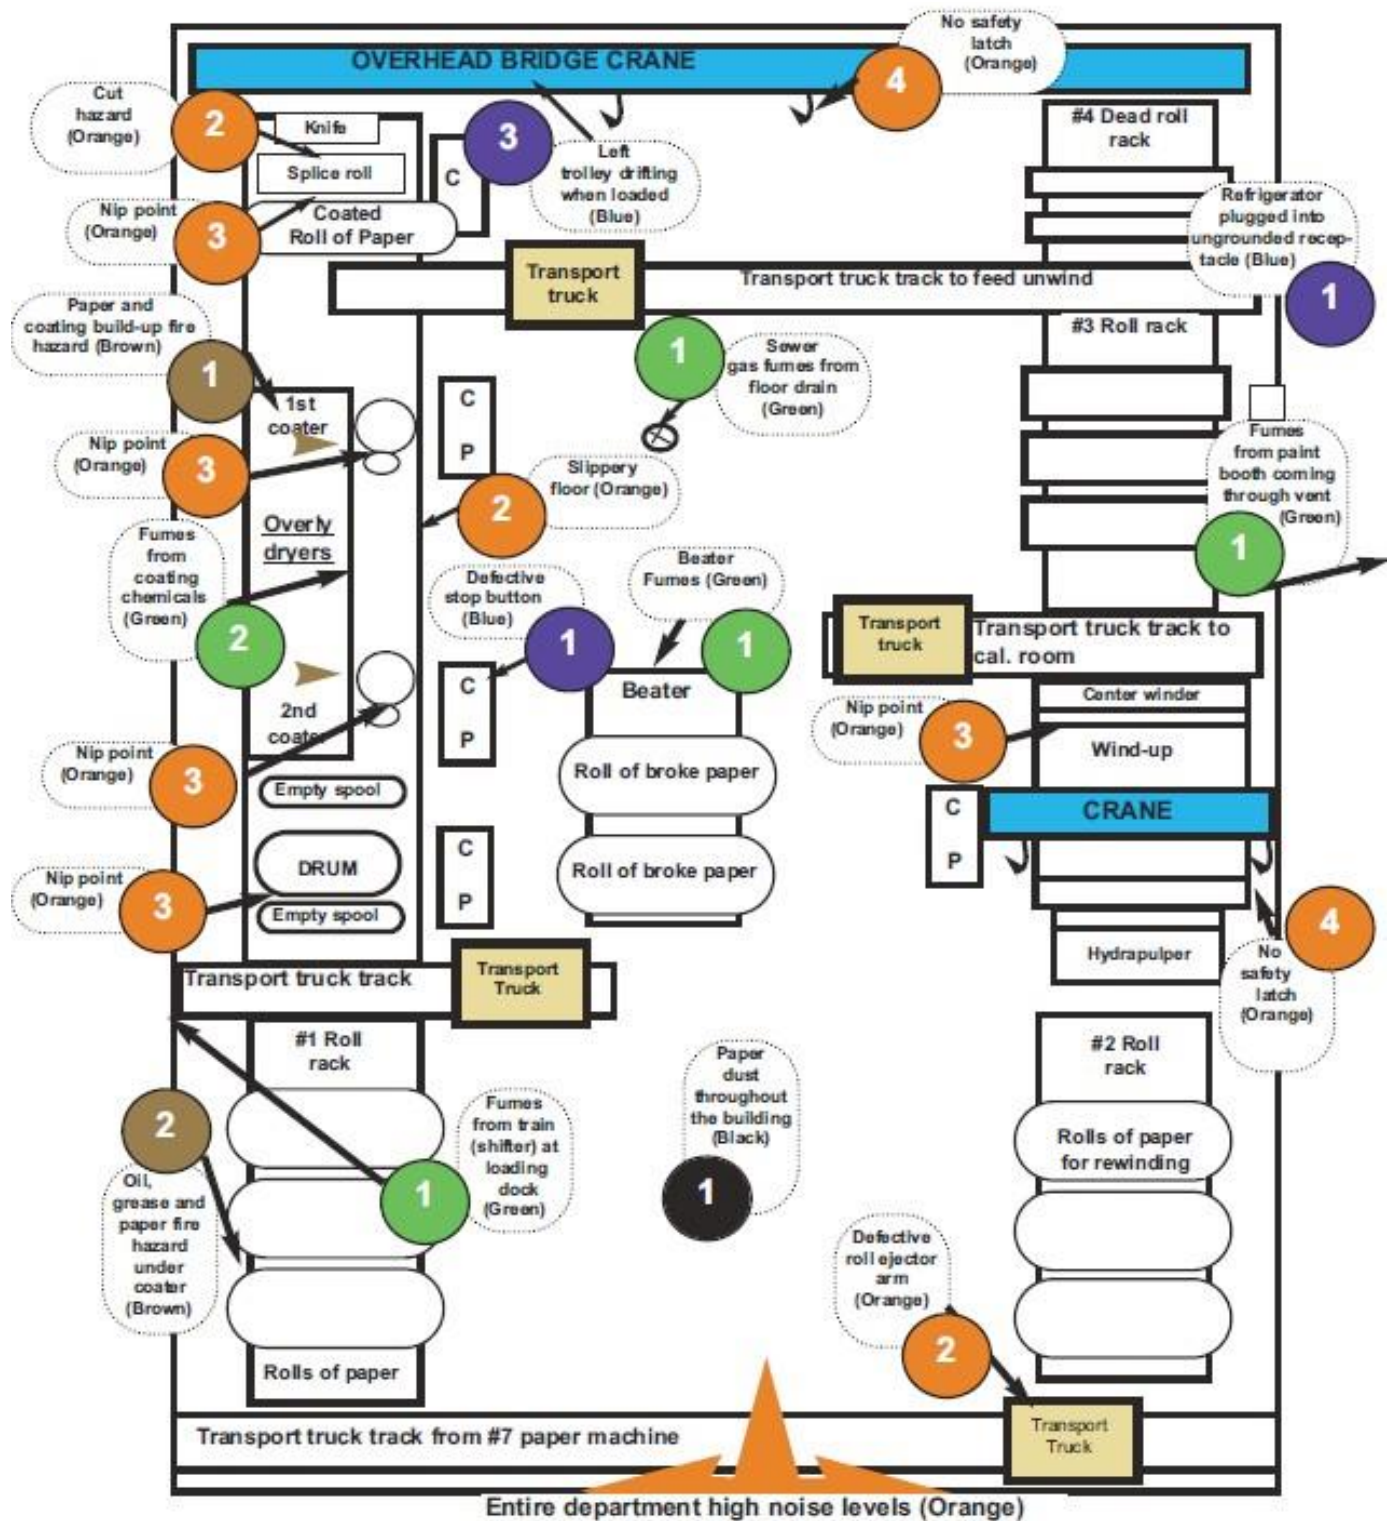 No safety
latch
(Orange)
4
OVERHEAD BRIDGE CRANE
Cut
hazard
(Orange)
2
Knife
Splice roll
3
C
Left
trolley drifting
when loaded
(Blue)
#4 Dead roll
rack
Nip point
(Orange)
3
Coated
Roll of Paper
Refrigerator
plugged into
ungrounded recep-
tacle (Blue)
1
Transport
truck
Transport truck track to feed unwind
Paper and
coating build-up fire
hazard (Brown)
1
1
Sewer
gas fumes from
floor drain
(Green)
#3 Roll rack
1st
coater
C
P
Nip point
(Orange)
3
Slippery
floor (Orange)
2
Fumes
from paint
booth coming
through vent
(Green)
1
Overly
dryers
Fumes
from
coating
chemicals
(Green)
2
Defective
stop button
(Blue)
1
Beater
Fumes (Green)
1
Transport
truck
Transport truck track to
cal. room
2nd
coater
C
P
Beater
Center winder
Nip point
(Orange)
3
Wind-up
Nip point
(Orange)
3
Roll of broke paper
Empty spool
C
P
CRANE
DRUM
C
P
Roll of broke paper
Nip point
(Orange)
3
Empty spool
4
No
safety
latch
(Orange)
Hydrapulper
Transport truck track
Transport
Truck
#1 Roll
rack
Paper
dust
throughout
the building
(Black)
1
#2 Roll
rack
2
Oil,
grease and
paper fire
hazard
under
coater
(Brown)
Fumes
from train
(shifter) at
loading
dock
(Green)
1
Rolls of paper
for rewinding
Defective
roll ejector
arm
(Orange)
2
Rolls of paper
Transport truck track from #7 paper machine
Transport
Truck
Entire department high noise levels (Orange)